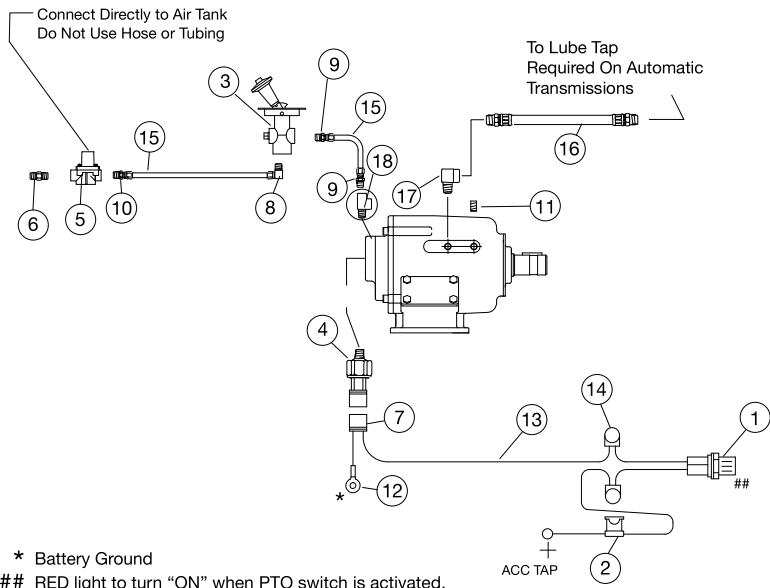 Connect Directly to Air Tank
Do Not Use Hose or Tubing
To Lube Tap
Required On Automatic
Transmissions
3
9
15
15
16
18
9
17
6
5
10
8
11
4
14
7
13
1
##
*
12
ACC TAP
+
2
* Battery Ground
## RED light to turn “ON” when PTO switch is activated.